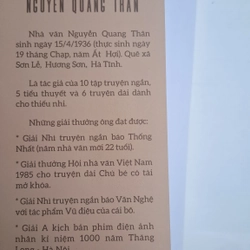 NGUYỄN QUANG THÂN
Nhà văn Nguyễn Quang Thân
sinh ngày 15/4/1936 (thực sinh ngày
19 tháng Chạp, năm Ất Hợi). Quê xã
Sơn Lễ, Hương Sơn, Hà Tĩnh.
Là tác giả của 10 tập truyện ngắn,
5 tiểu thuyết và 6 truyện dài dành
cho thiếu nhi.
Những giải thưởng ông đạt được:
* Giải Nhì truyện ngắn báo Thống
Nhất (năm nhà văn mới 22 tuổi).
* Giải thưởng Hội nhà văn Việt Nam
1985 cho truyện dài Chú bé có tài
mở khóa.
* Giải Nhì truyện ngắn báo Văn Nghệ
với tác phẩm Vũ điệu của cái bô.
* Giải A kịch bản phim điện ảnh
nhân kỉ niệm 1000 năm Thăng
Long - Hà Nội